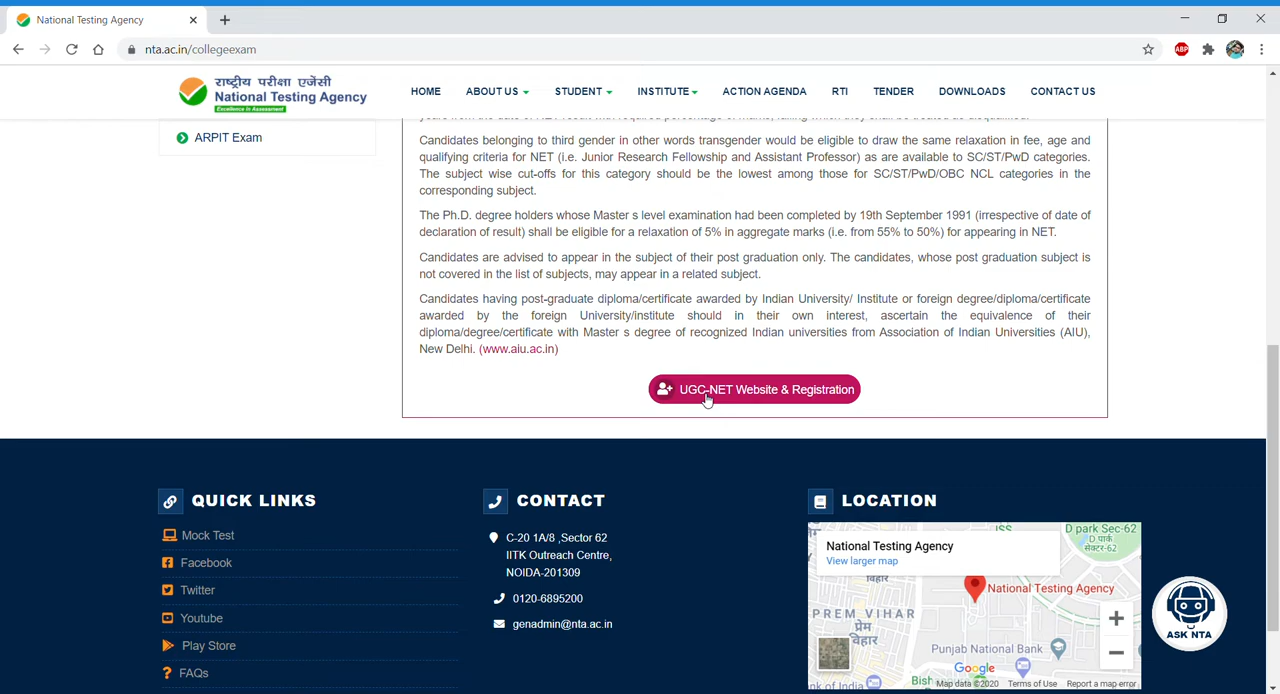 National Testing Agency
nta.ac.in/collegeexam
ABP
राष्ट्रीय परीक्षा एजेंसी
National Testing Agency
Excellence in Assessment
HOME ABOUT US STUDENT INSTITUTE ACTION AGENDA RTI TENDER DOWNLOADS CONTACT US
ARPIT Exam
Candidates belonging to third gender in other words transgender would be eligible to draw the same relaxation in fee, age and
qualifying criteria for NET (i.e. Junior Research Fellowship and Assistant Professor) as are available to SC/ST/PwD categories.
The subject wise cut-offs for this category should be the lowest among those for SC/ST/PwD/OBC NCL categories in the
corresponding subject.
The Ph.D. degree holders whose Master s level examination had been completed by 19th September 1991 (irrespective of date of
declaration of result) shall be eligible for a relaxation of 5% in aggregate marks (i.e. from 55% to 50%) for appearing in NET.
Candidates are advised to appear in the subject of their post graduation only. The candidates, whose post graduation subject is
not covered in the list of subjects, may appear in a related subject.
Candidates having post-graduate diploma/certificate awarded by Indian University/ Institute or foreign degree/diploma/certificate
awarded by the foreign University/institute should in their own interest, ascertain the equivalence of their
diploma/degree/certificate with Master s degree of recognized Indian universities from Association of Indian Universities (AIU),
New Delhi. (www.aiu.ac.in)
UGC-NET Website & Registration
QUICK LINKS
Mock Test
Facebook
Twitter
Youtube
Play Store
FAQs
CONTACT
C-20 1A/8 ,Sector 62
IITK Outreach Centre,
NOIDA-201309
0120-6895200
genadmin@nta.ac.in
LOCATION
National Testing Agency
View larger map
D park Sec-62
D पार्क
सेक्टर-62
विहार
National Testing Agency
PREM VIHAR
प्रेम
विहार
Punjab National Bank
Google
Map data ©2020 Terms of Use Report a map error
ASK NTA